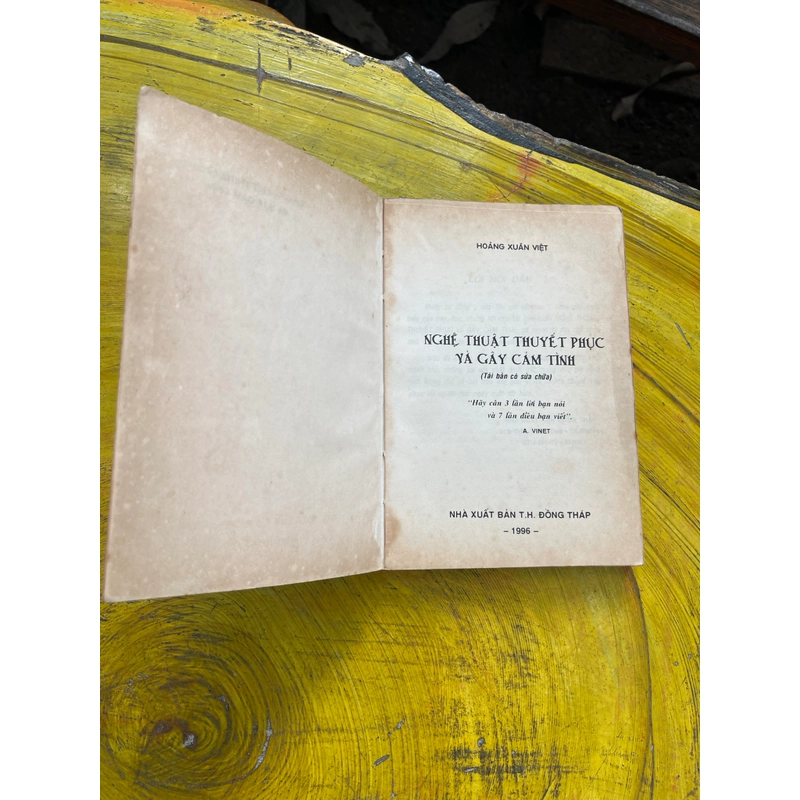 HOÀNG XUÂN VIỆT
NGHỆ THUẬT THUYẾT PHỤC
VÀ GÂY CẢM TÌNH
(Tái bản có sửa chữa)
"Hãy cân 3 lần lời bạn nói
và 7 lần điều bạn viết".
A. VINET
NHÀ XUẤT BẢN T.H. ĐỒNG THÁP
– 1996 –